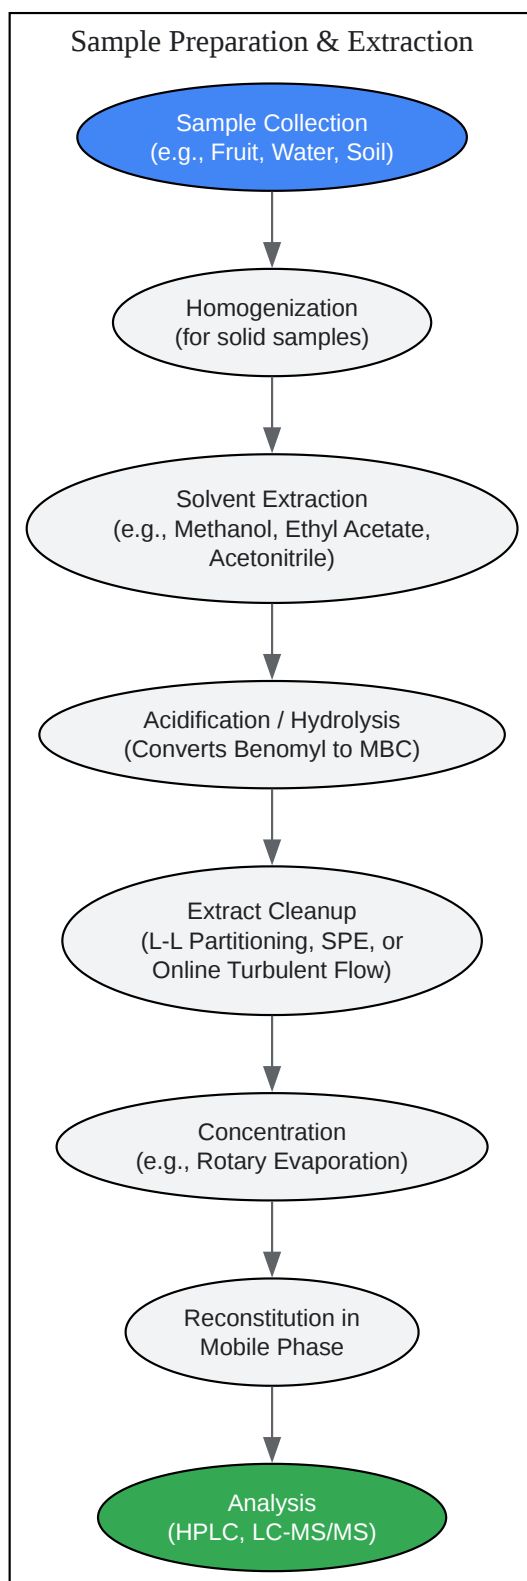 Sample Preparation & Extraction
Sample Collection
(e.g., Fruit, Water, Soil)
Homogenization
(for solid samples)
Solvent Extraction
(e.g., Methanol, Ethyl Acetate,
Acetonitrile)
Acidification / Hydrolysis
(Converts Benomyl to MBC)
Extract Cleanup
(L-L Partitioning, SPE, or
Online Turbulent Flow)
Concentration
(e.g., Rotary Evaporation)
Reconstitution in
Mobile Phase
Analysis
(HPLC, LC-MS/MS)